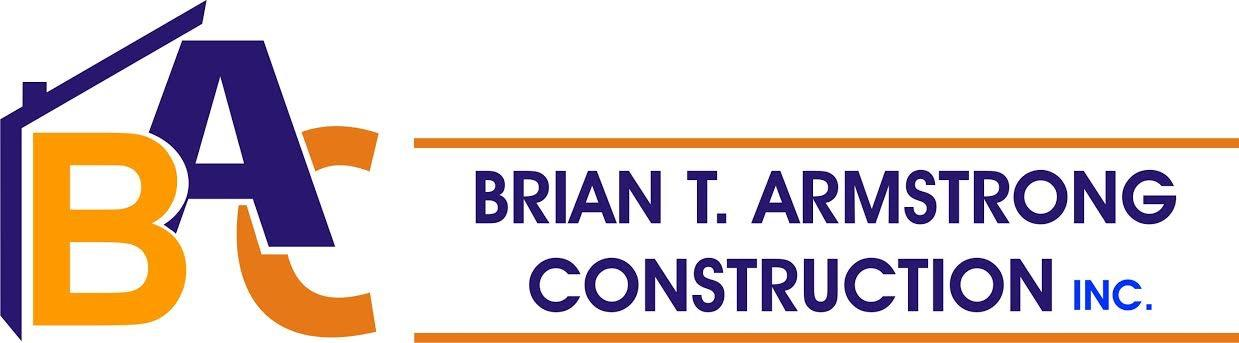 BAC
BRIAN T. ARMSTRONG
CONSTRUCTION INC.